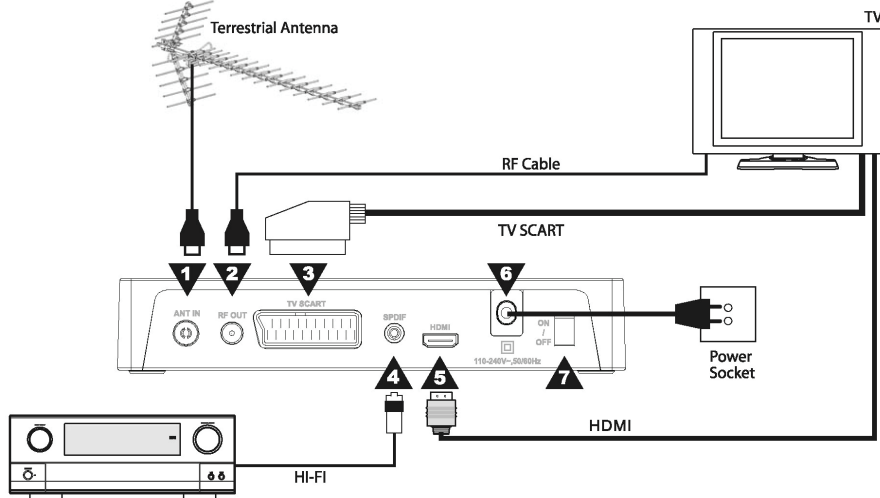 TV
Terrestrial Antenna
RF Cable
TV SCART
1
2
3
6
ANT IN
RF OUT
TV SCART
SPDIF
HDMI
ON
/
OFF
110-240V~,50/60Hz
4
5
7
Power
Socket
HDMI
HI-FI